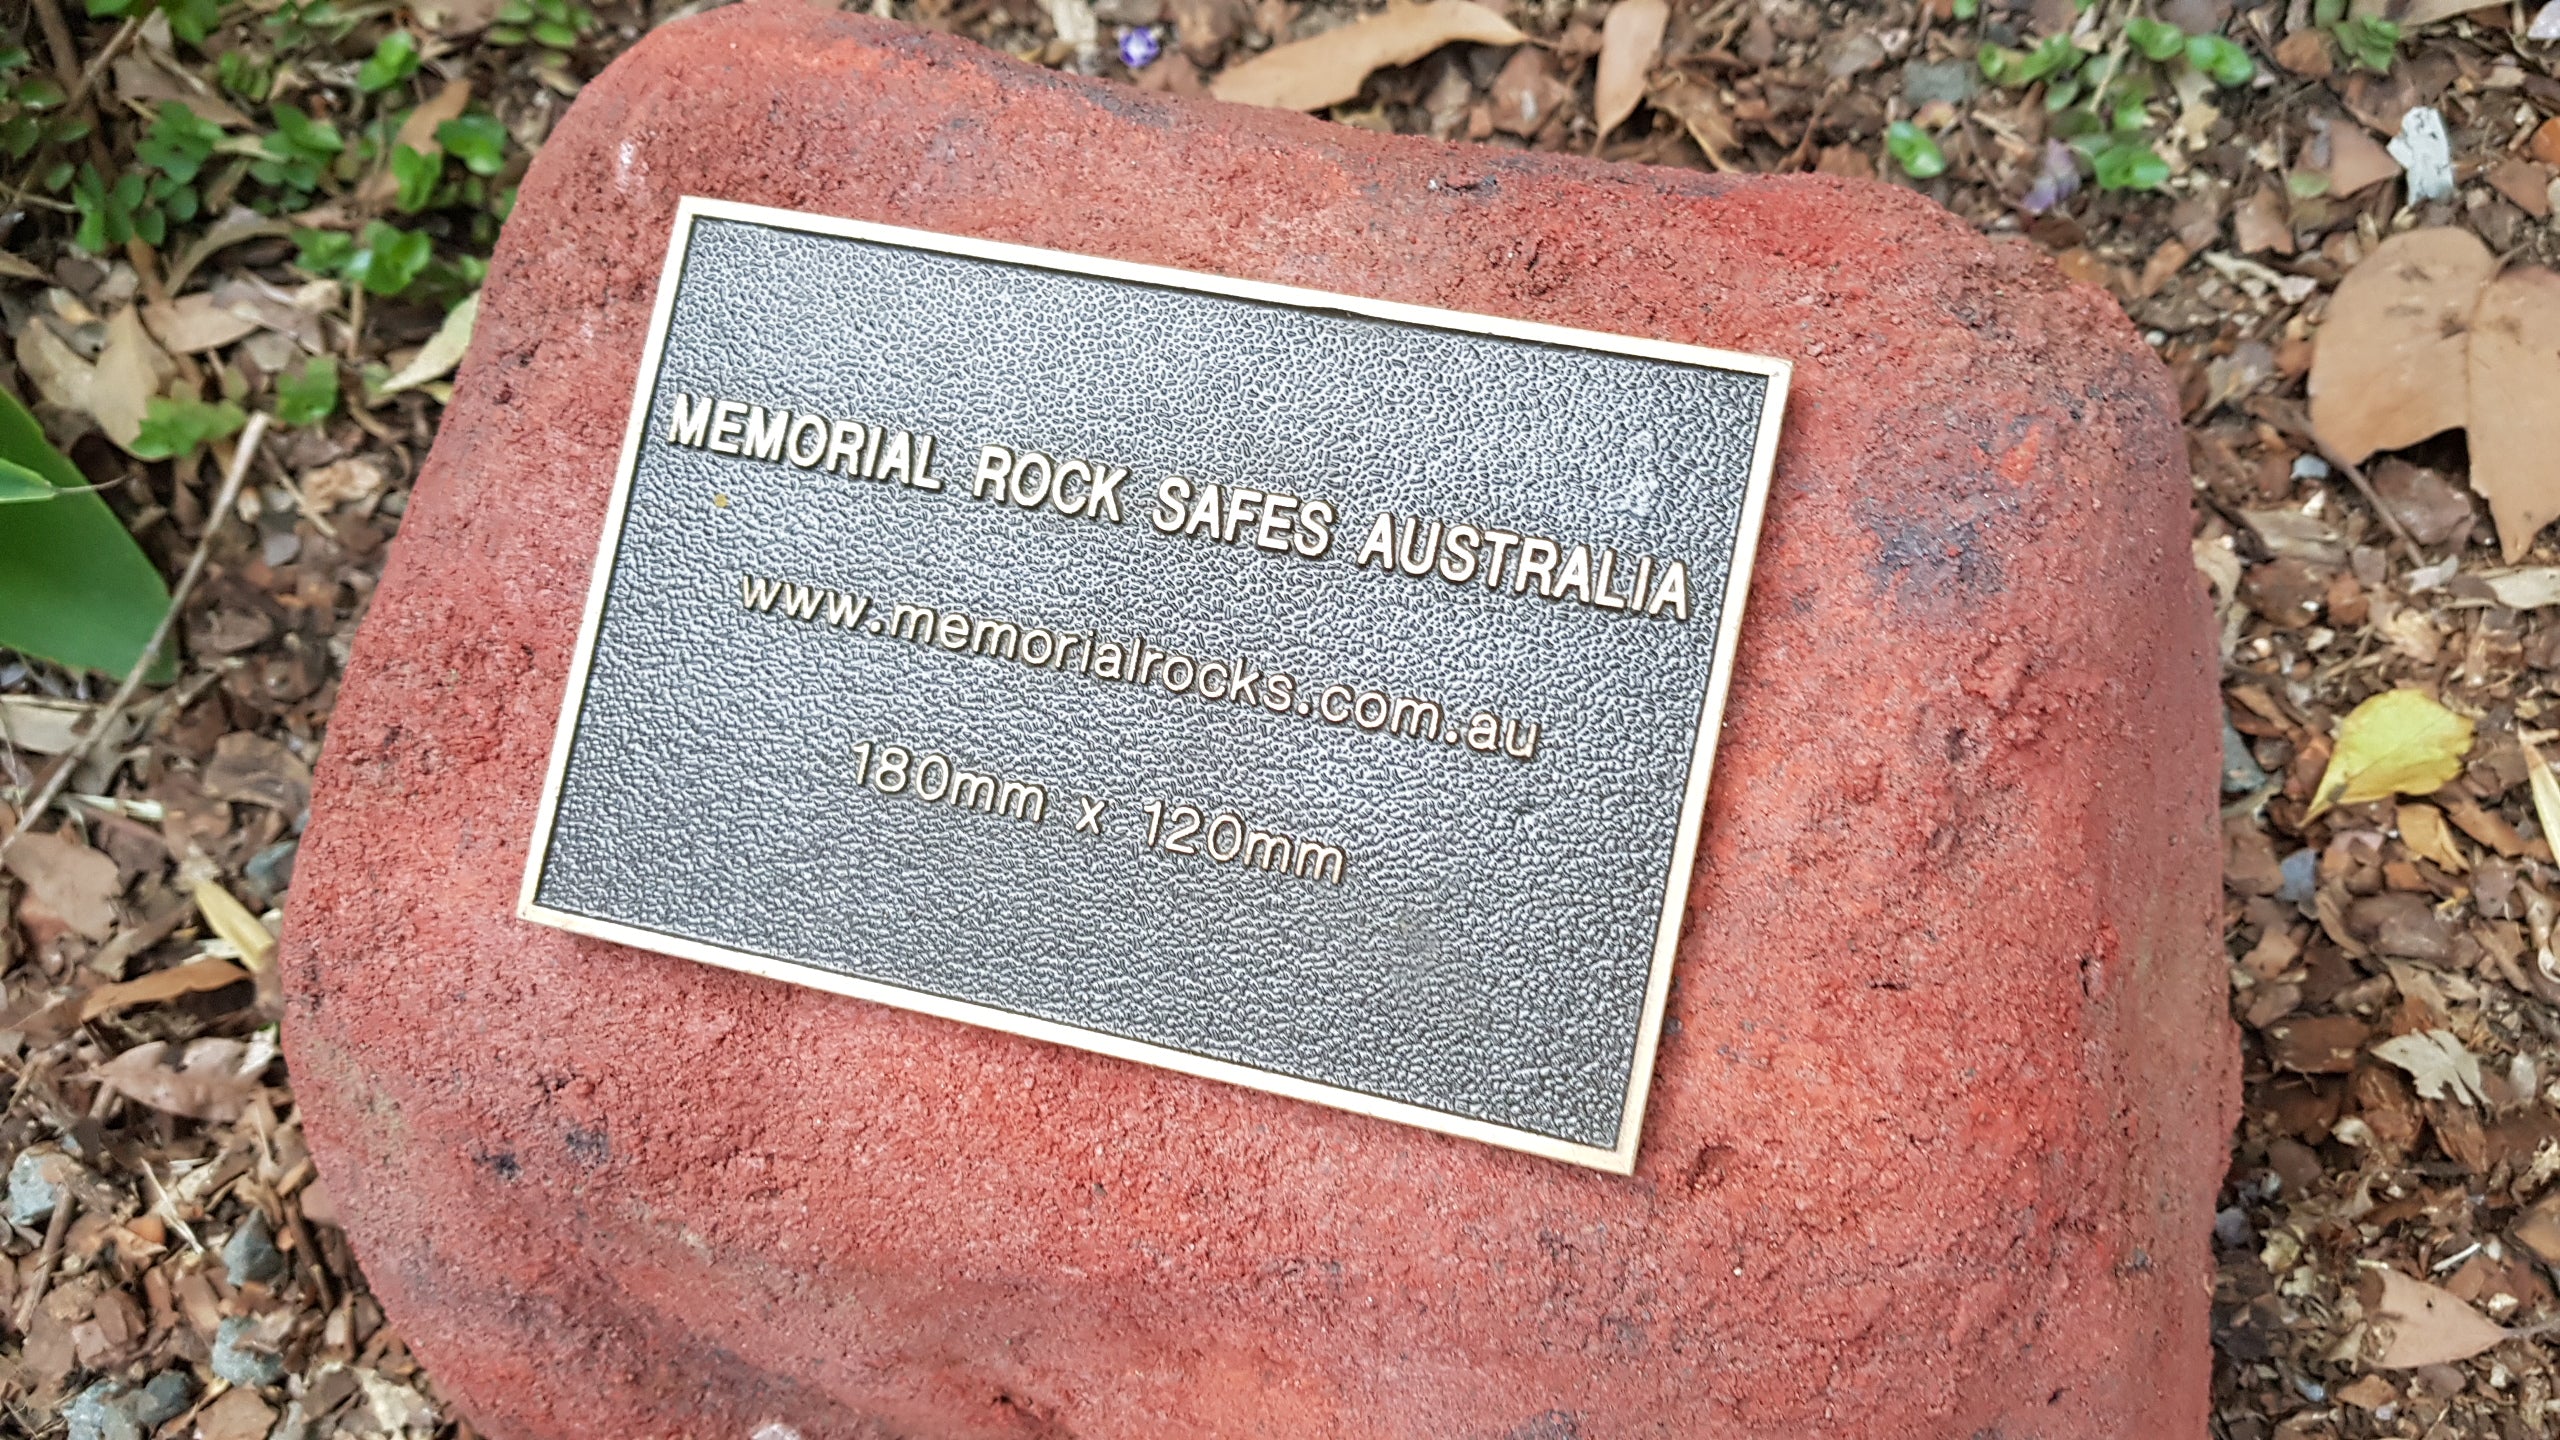 MEMORIAL ROCK SAFES AUSTRALIA
www.memorialrocks.com.au
180mm x 120mm